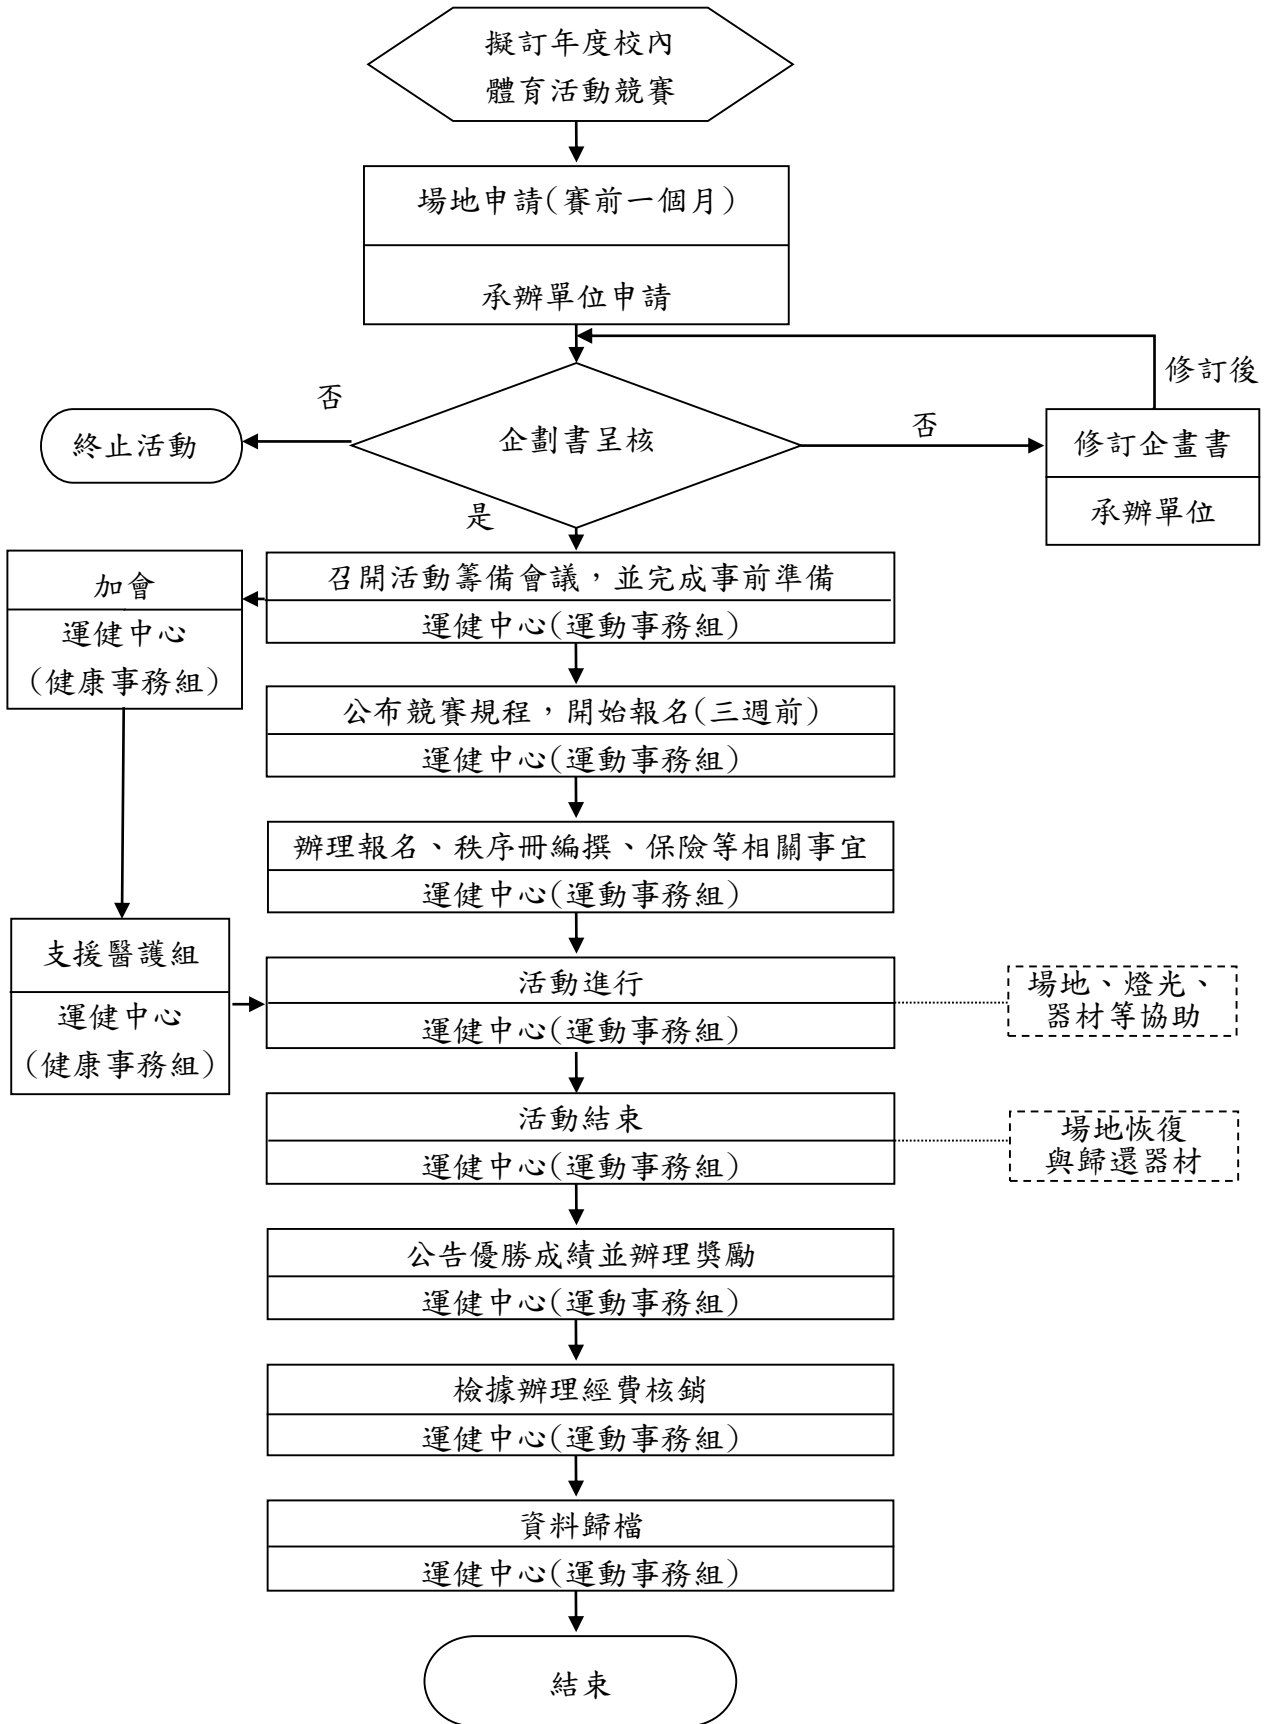 擬訂年度校內
體育活動競賽
場地申請(賽前一個月)
承辦單位申請
修訂後
否
否
終止活動
企劃書呈核
修訂企畫書
承辦單位
是
加會
運健中心
(健康事務組)
召開活動籌備會議，並完成事前準備
運健中心(運動事務組)
公布競賽規程，開始報名(三週前)
運健中心(運動事務組)
辦理報名、秩序冊編撰、保險等相關事宜
運健中心(運動事務組)
支援醫護組
運健中心
(健康事務組)
活動進行
運健中心(運動事務組)
場地、燈光、
器材等協助
活動結束
運健中心(運動事務組)
場地恢復
與歸還器材
公告優勝成績並辦理獎勵
運健中心(運動事務組)
檢據辦理經費核銷
運健中心(運動事務組)
資料歸檔
運健中心(運動事務組)
結束